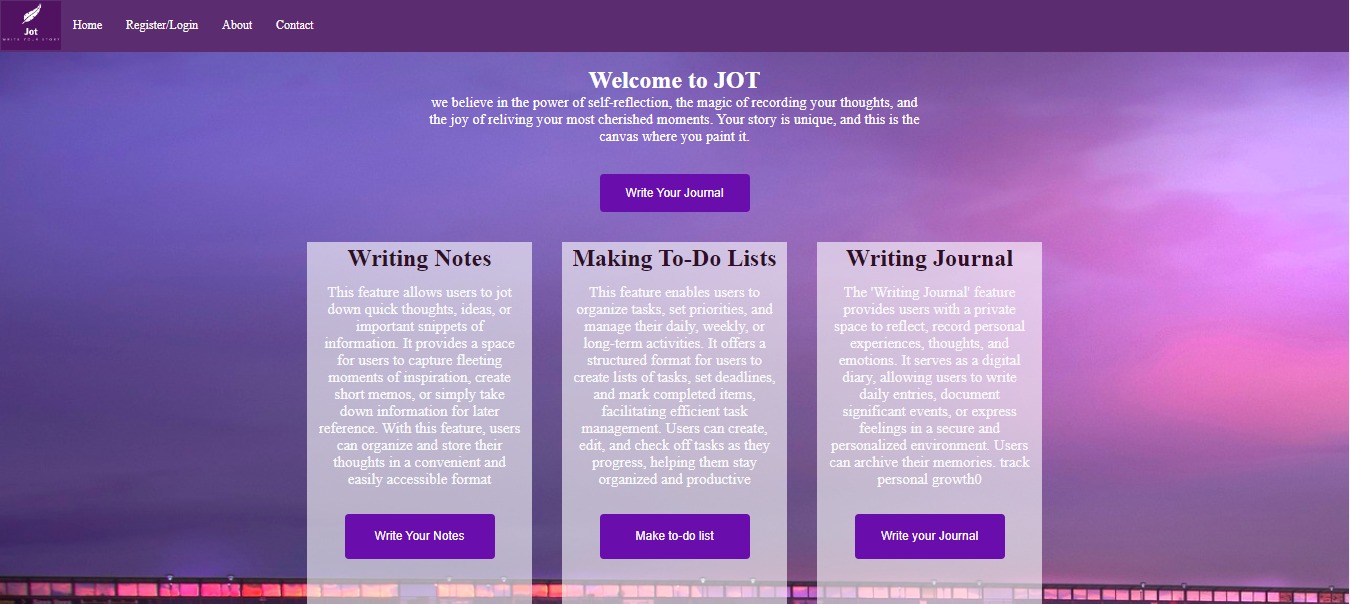 Jot
WRITE YOUR STORY
Home
Register/Login
About
Contact
Welcome to JOT
we believe in the power of self-reflection, the magic of recording your thoughts, and
the joy of reliving your most cherished moments. Your story is unique, and this is the
canvas where you paint it.
Write Your Journal
Writing Notes
This feature allows users to jot
down quick thoughts, ideas, or
important snippets of
information. It provides a space
for users to capture fleeting
moments of inspiration, create
short memos, or simply take
down information for later
reference. With this feature, users
can organize and store their
thoughts in a convenient and
easily accessible format
Write Your Notes
Making To-Do Lists
This feature enables users to
organize tasks, set priorities, and
manage their daily, weekly, or
long-term activities. It offers a
structured format for users to
create lists of tasks, set deadlines,
and mark completed items,
facilitating efficient task
management. Users can create,
edit, and check off tasks as they
progress, helping them stay
organized and productive
Make to-do list
Writing Journal
The 'Writing Journal' feature
provides users with a private
space to reflect, record personal
experiences, thoughts, and
emotions. It serves as a digital
diary, allowing users to write
daily entries, document
significant events, or express
feelings in a secure and
personalized environment. Users
can archive their memories. track
personal growth0
Write your Journal